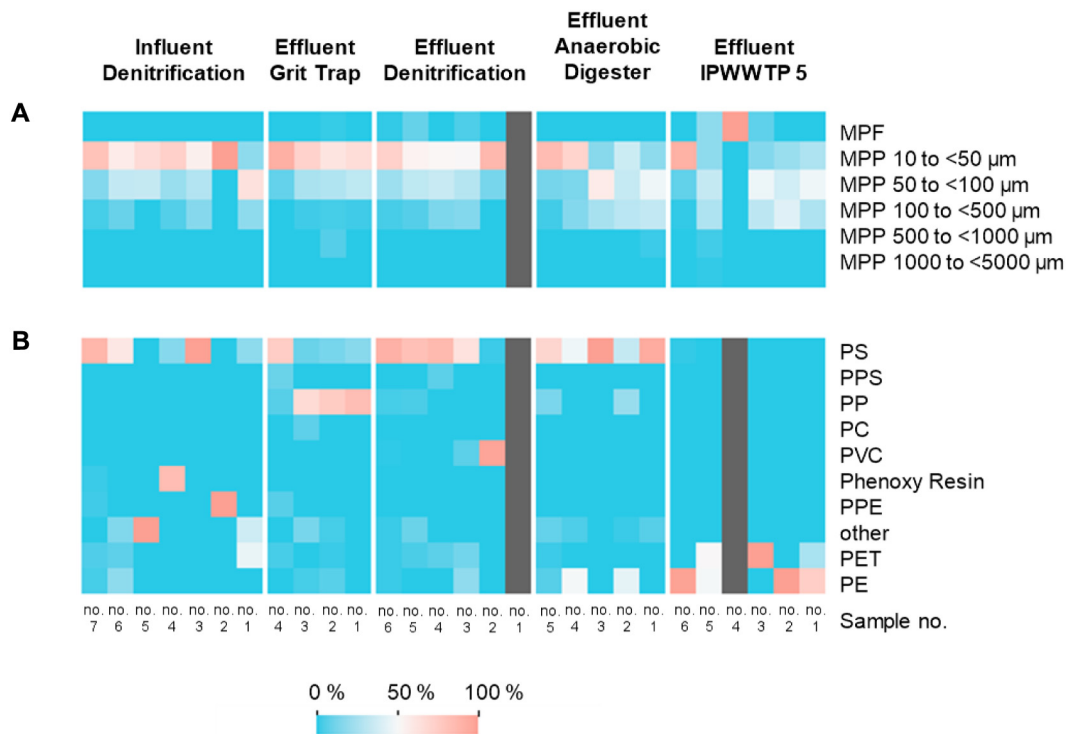 Influent
Denitrification
Effluent
Grit Trap
Effluent
Denitrification
Effluent
Anaerobic
Digester
Effluent
IPWWTP 5
A
MPF
MPP 10 to <50 µm
MPP 50 to <100 µm
MPP 100 to <500 µm
MPP 500 to <1000 µm
MPP 1000 to <5000 µm
B
PS
PPS
PP
PC
PVC
Phenoxy Resin
PPE
other
PET
PE
no. no. no. no. no. no. no. no. no. no. no. no. no. no. no. no. no. no. no. no. no. no. no. no. no. no. no. no.
7 6 5 4 3 2 1 4 3 2 1 6 5 4 3 2 1 5 4 3 2 1 6 5 4 3 2 1
Sample no.
0 % 50 % 100 %